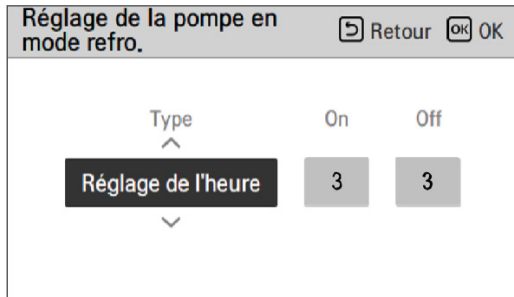 Réglage de la pompe en
mode refro.
Retour OK OK
Type On Off
Réglage de l'heure 3 3